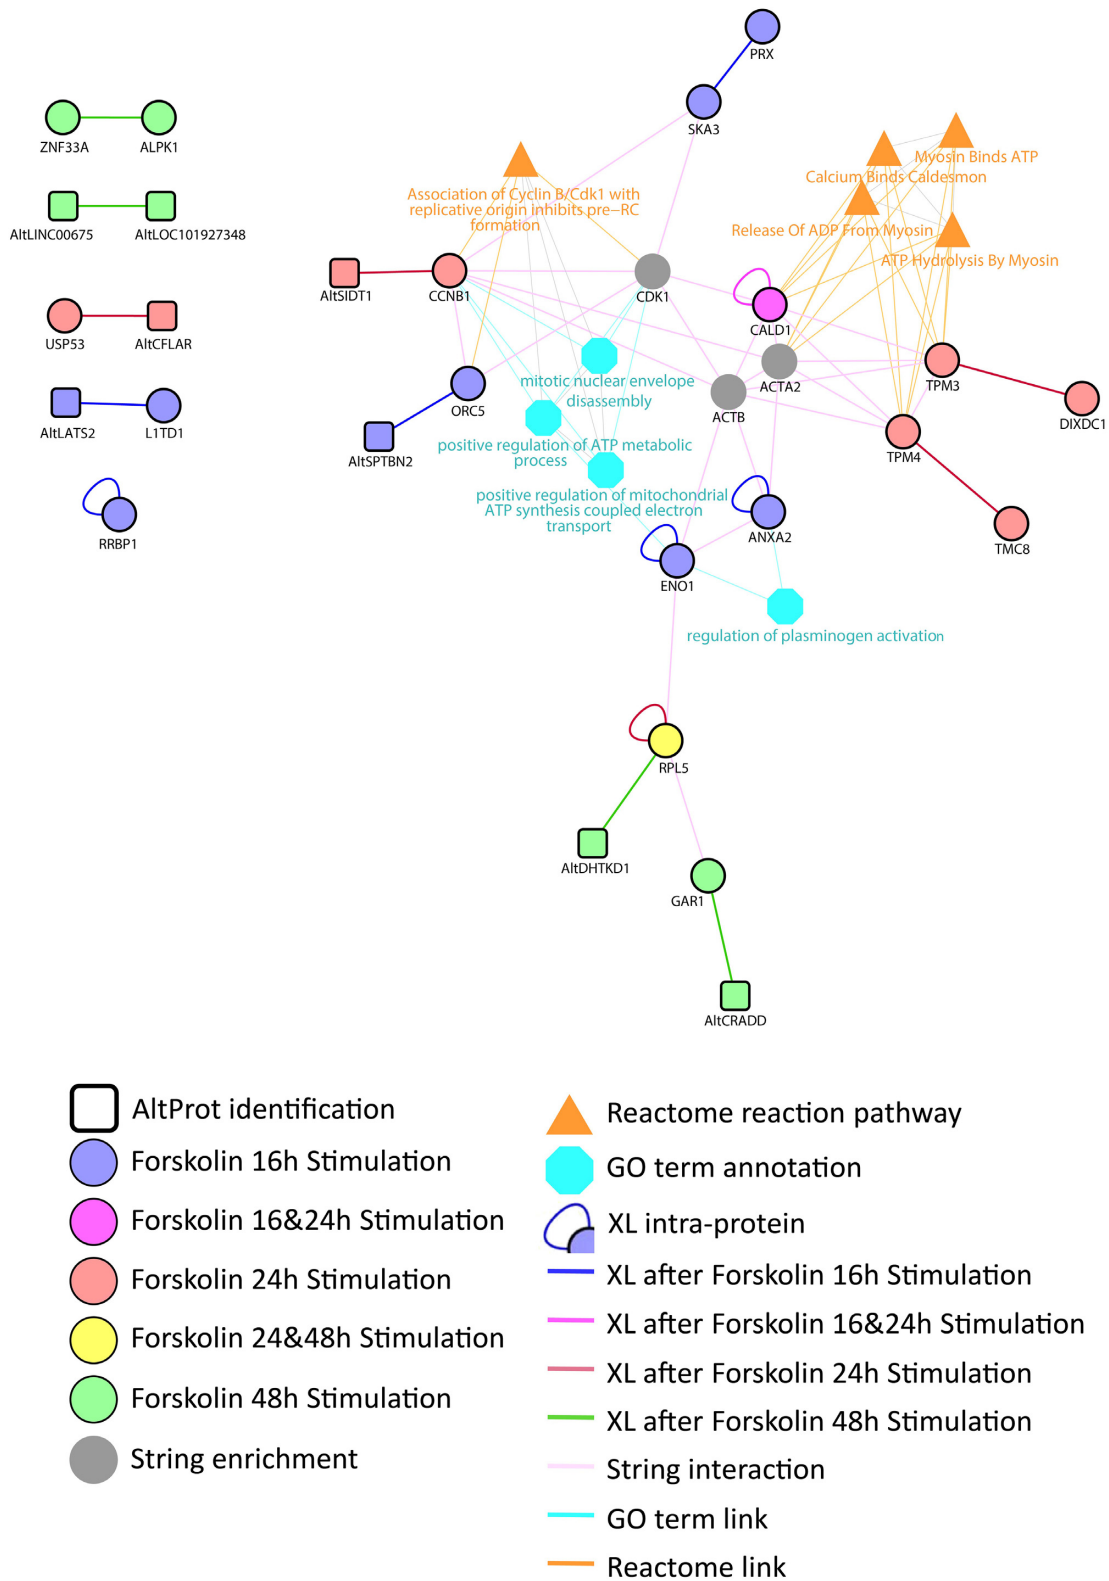 PRX
SKA3
ZNF33A
ALPK1
Myosin Binds ATP
Calcium Binds Caldesmon
Association of Cyclin B/Cdk1 with
replicative origin inhibits pre−RC
formation
AltLINC00675
AltLOC101927348
Release Of ADP From Myosin
ATP Hydrolysis By Myosin
AltSIDT1
CCNB1
CDK1
CALD1
USP53
AltCFLAR
mitotic nuclear envelope
disassembly
ACTA2
TPM3
ACTB
ORC5
DIXDC1
AltLATS2
L1TD1
AltSPTBN2
positive regulation of ATP metabolic
process
TPM4
positive regulation of mitochondrial
ATP synthesis coupled electron
transport
RRBP1
ANXA2
TMC8
ENO1
regulation of plasminogen activation
RPL5
AltDHTKD1
GAR1
AltCRADD
AltProt identification
Forskolin 16h Stimulation
Forskolin 16&24h Stimulation
Forskolin 24h Stimulation
Forskolin 24&48h Stimulation
Forskolin 48h Stimulation
String enrichment
Reactome reaction pathway
GO term annotation
XL intra-protein
XL after Forskolin 16h Stimulation
XL after Forskolin 16&24h Stimulation
XL after Forskolin 24h Stimulation
XL after Forskolin 48h Stimulation
String interaction
GO term link
Reactome link